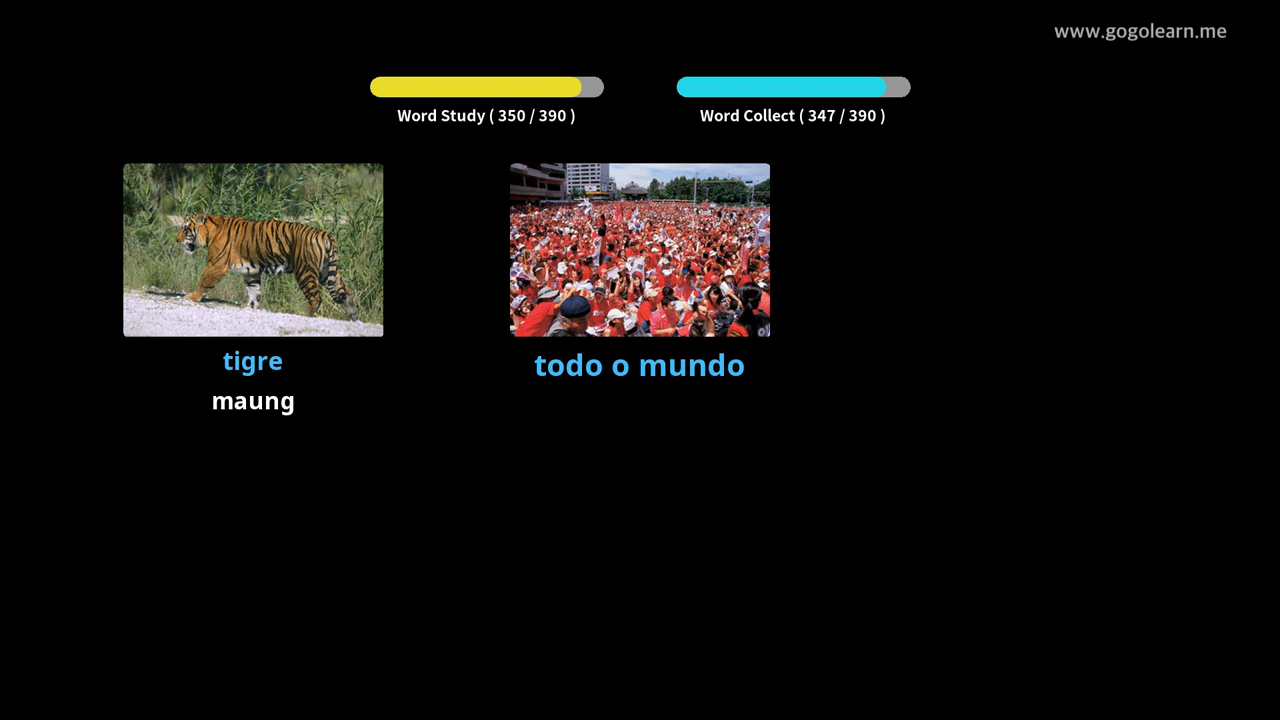 www.gogolearn.me
Word Study ( 350 / 390 )
Word Collect ( 347 / 390 )
tigre
maung
todo o mundo